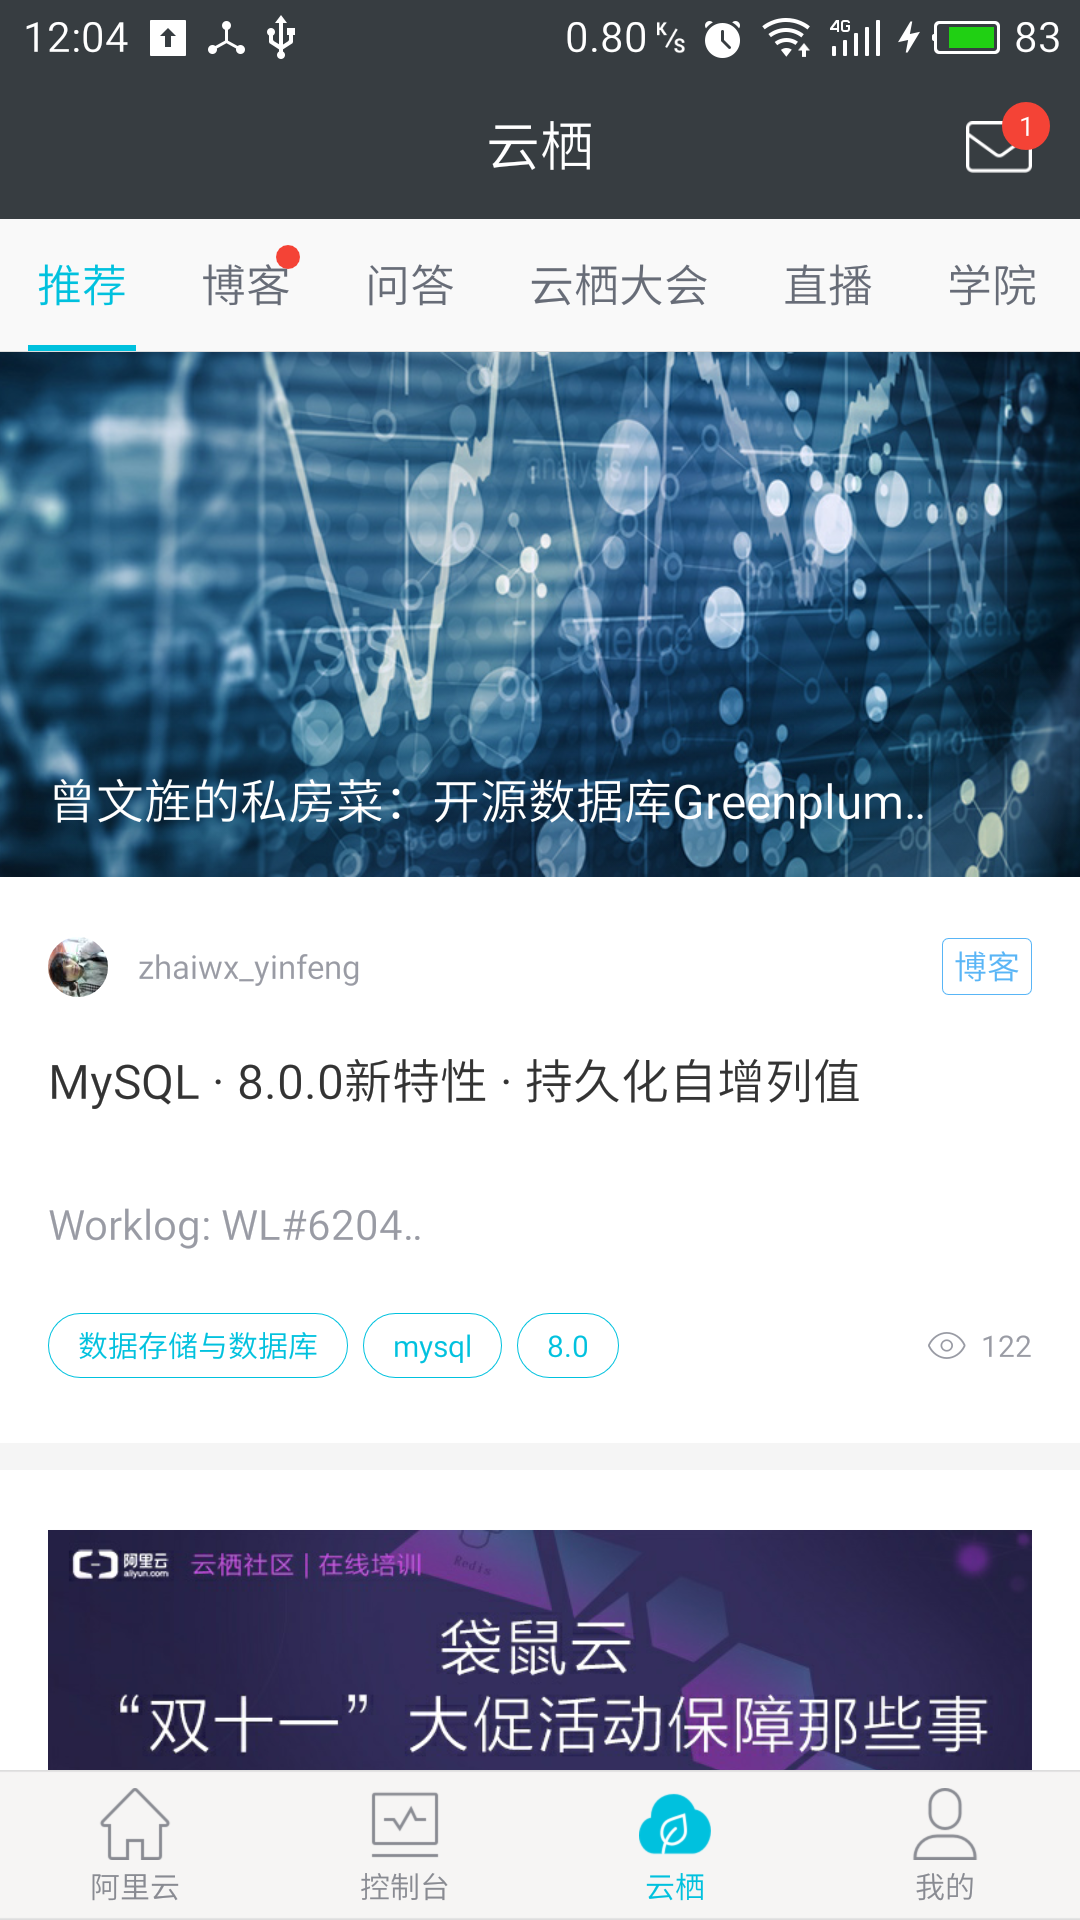 12:04
0.80 K/s
4G
83
云栖
1
推荐 博客 问答 云栖大会 直播 学院
analysis
Science
曾文旌的私房菜：开源数据库Greenplum..
zhaiwx_yinfeng
博客
MySQL · 8.0.0新特性 · 持久化自增列值
Worklog: WL#6204..
数据存储与数据库 mysql 8.0 122
阿里云
aliyun.com
云栖社区 | 在线培训
Redis
袋鼠云
“双十一”大促活动保障那些事
阿里云 控制台 云栖 我的